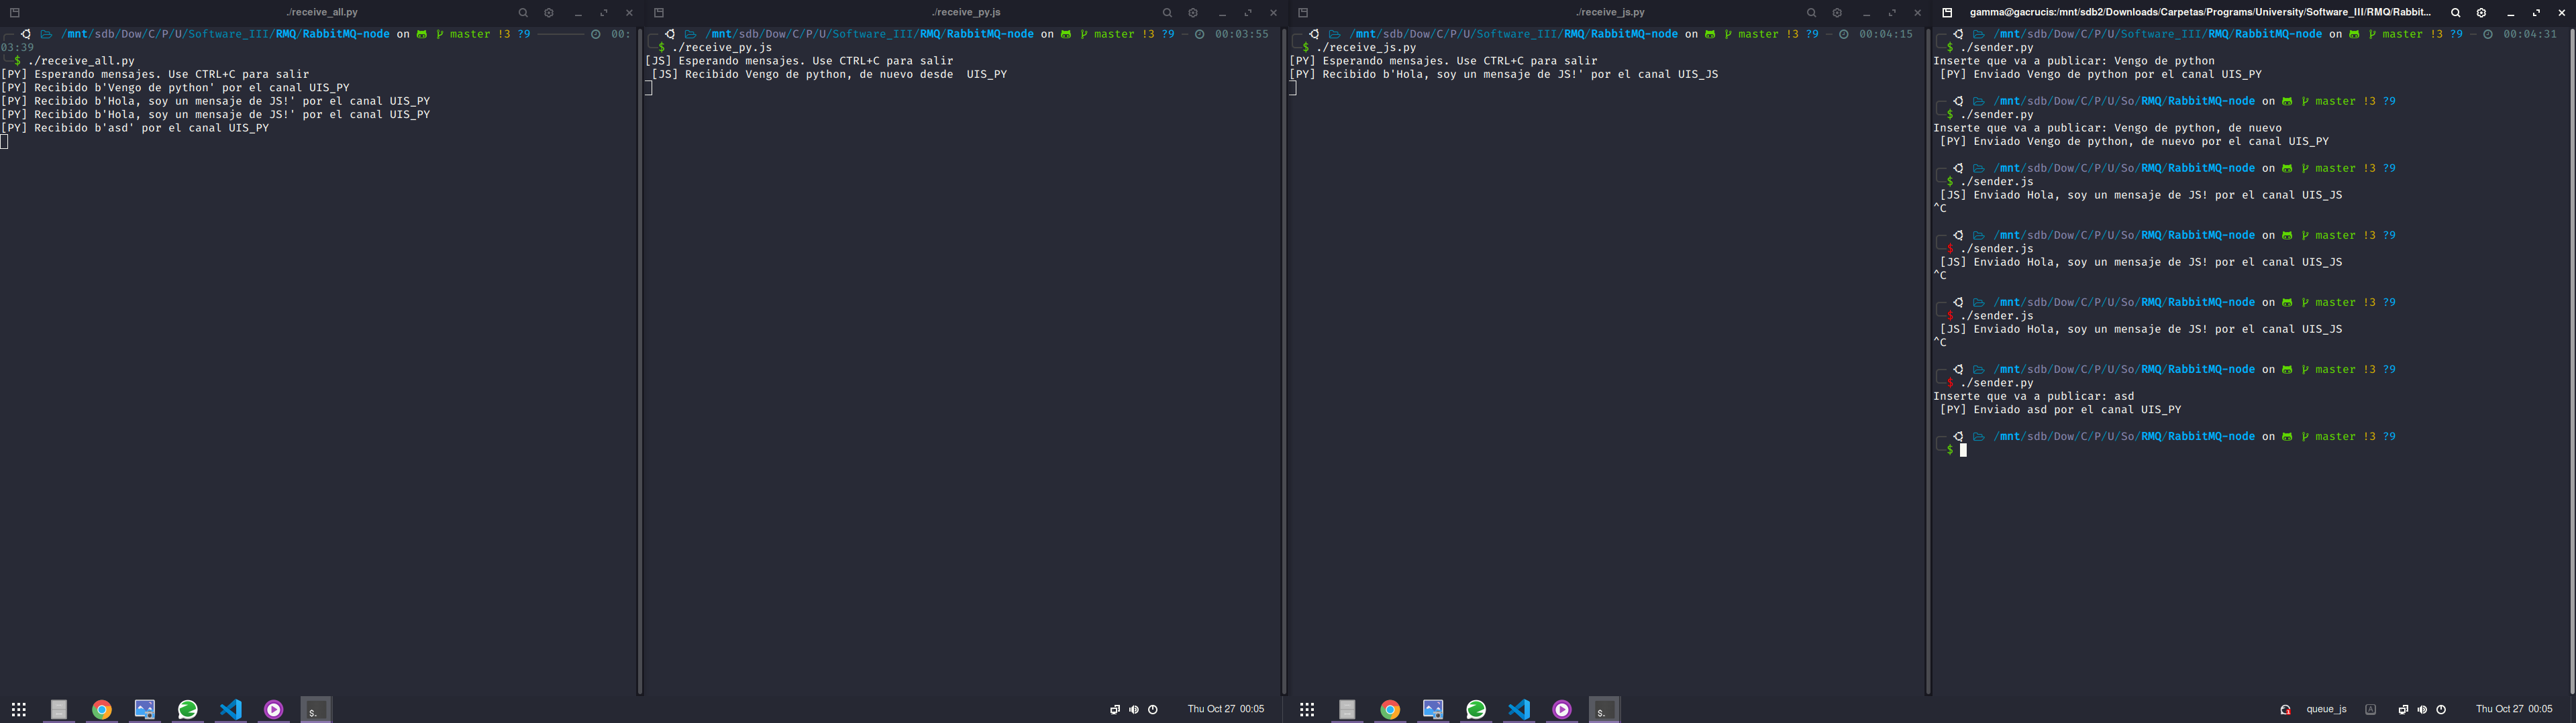 ./receive_all.py
/mnt/sdb/Dow/C/P/U/Software_III/RMQ/RabbitMQ-node on master !3 ?9 00:
03:39
$ ./receive_all.py
[PY] Esperando mensajes. Use CTRL+C para salir
[PY] Recibido b'Vengo de python' por el canal UIS_PY
[PY] Recibido b'Hola, soy un mensaje de JS!' por el canal UIS_PY
[PY] Recibido b'Hola, soy un mensaje de JS!' por el canal UIS_PY
[PY] Recibido b'asd' por el canal UIS_PY
./receive_py.js
/mnt/sdb/Dow/C/P/U/Software_III/RMQ/RabbitMQ-node on master !3 ?9 00:03:55
$ ./receive_py.js
[JS] Esperando mensajes. Use CTRL+C para salir
[JS] Recibido Vengo de python, de nuevo desde  UIS_PY
./receive_js.py
/mnt/sdb/Dow/C/P/U/Software_III/RMQ/RabbitMQ-node on master !3 ?9 00:04:15
$ ./receive_js.py
[PY] Esperando mensajes. Use CTRL+C para salir
[PY] Recibido b'Hola, soy un mensaje de JS!' por el canal UIS_JS
gamma@gacrucis:/mnt/sdb2/Downloads/Carpetas/Programs/University/Software_III/RMQ/Rabbit...
/mnt/sdb/Dow/C/P/U/Software_III/RMQ/RabbitMQ-node on master !3 ?9 00:04:31
$ ./sender.py
Inserte que va a publicar: Vengo de python
[PY] Enviado Vengo de python por el canal UIS_PY
/mnt/sdb/Dow/C/P/U/So/RMQ/RabbitMQ-node on master !3 ?9
$ ./sender.py
Inserte que va a publicar: Vengo de python, de nuevo
[PY] Enviado Vengo de python, de nuevo por el canal UIS_PY
/mnt/sdb/Dow/C/P/U/So/RMQ/RabbitMQ-node on master !3 ?9
$ ./sender.js
[JS] Enviado Hola, soy un mensaje de JS! por el canal UIS_JS
^C
/mnt/sdb/Dow/C/P/U/So/RMQ/RabbitMQ-node on master !3 ?9
$ ./sender.js
[JS] Enviado Hola, soy un mensaje de JS! por el canal UIS_JS
^C
/mnt/sdb/Dow/C/P/U/So/RMQ/RabbitMQ-node on master !3 ?9
$ ./sender.js
[JS] Enviado Hola, soy un mensaje de JS! por el canal UIS_JS
^C
/mnt/sdb/Dow/C/P/U/So/RMQ/RabbitMQ-node on master !3 ?9
$ ./sender.py
Inserte que va a publicar: asd
[PY] Enviado asd por el canal UIS_PY
/mnt/sdb/Dow/C/P/U/So/RMQ/RabbitMQ-node on master !3 ?9
$
$.
Thu Oct 27 00:05
$.
queue_js
A
Thu Oct 27 00:05